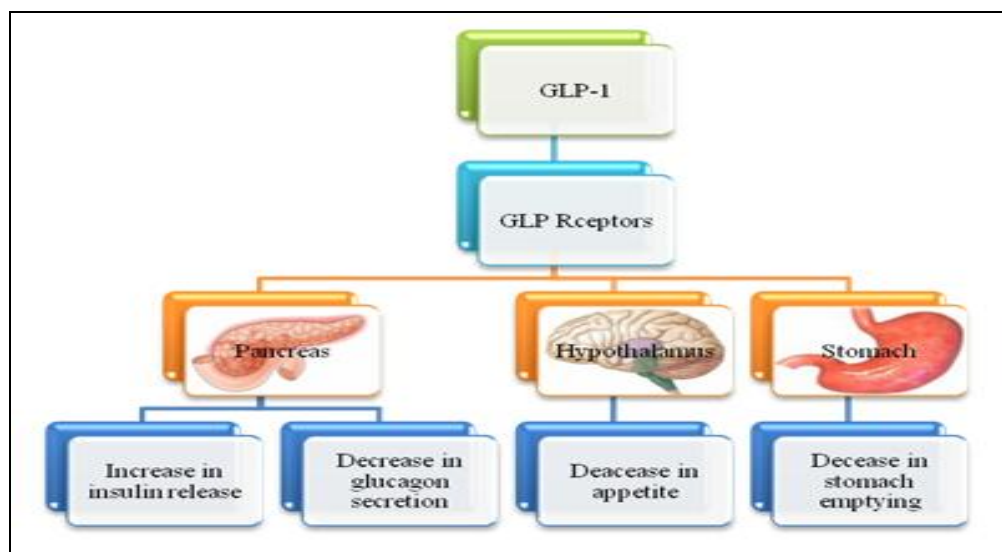 GLP-1
GLP Rceptors
Pancreas
Hypothalamus
Stomach
Increase in
insulin release
Decrease in
glucagon
secretion
Deacease in
appetite
Decease in
stomach
emptying